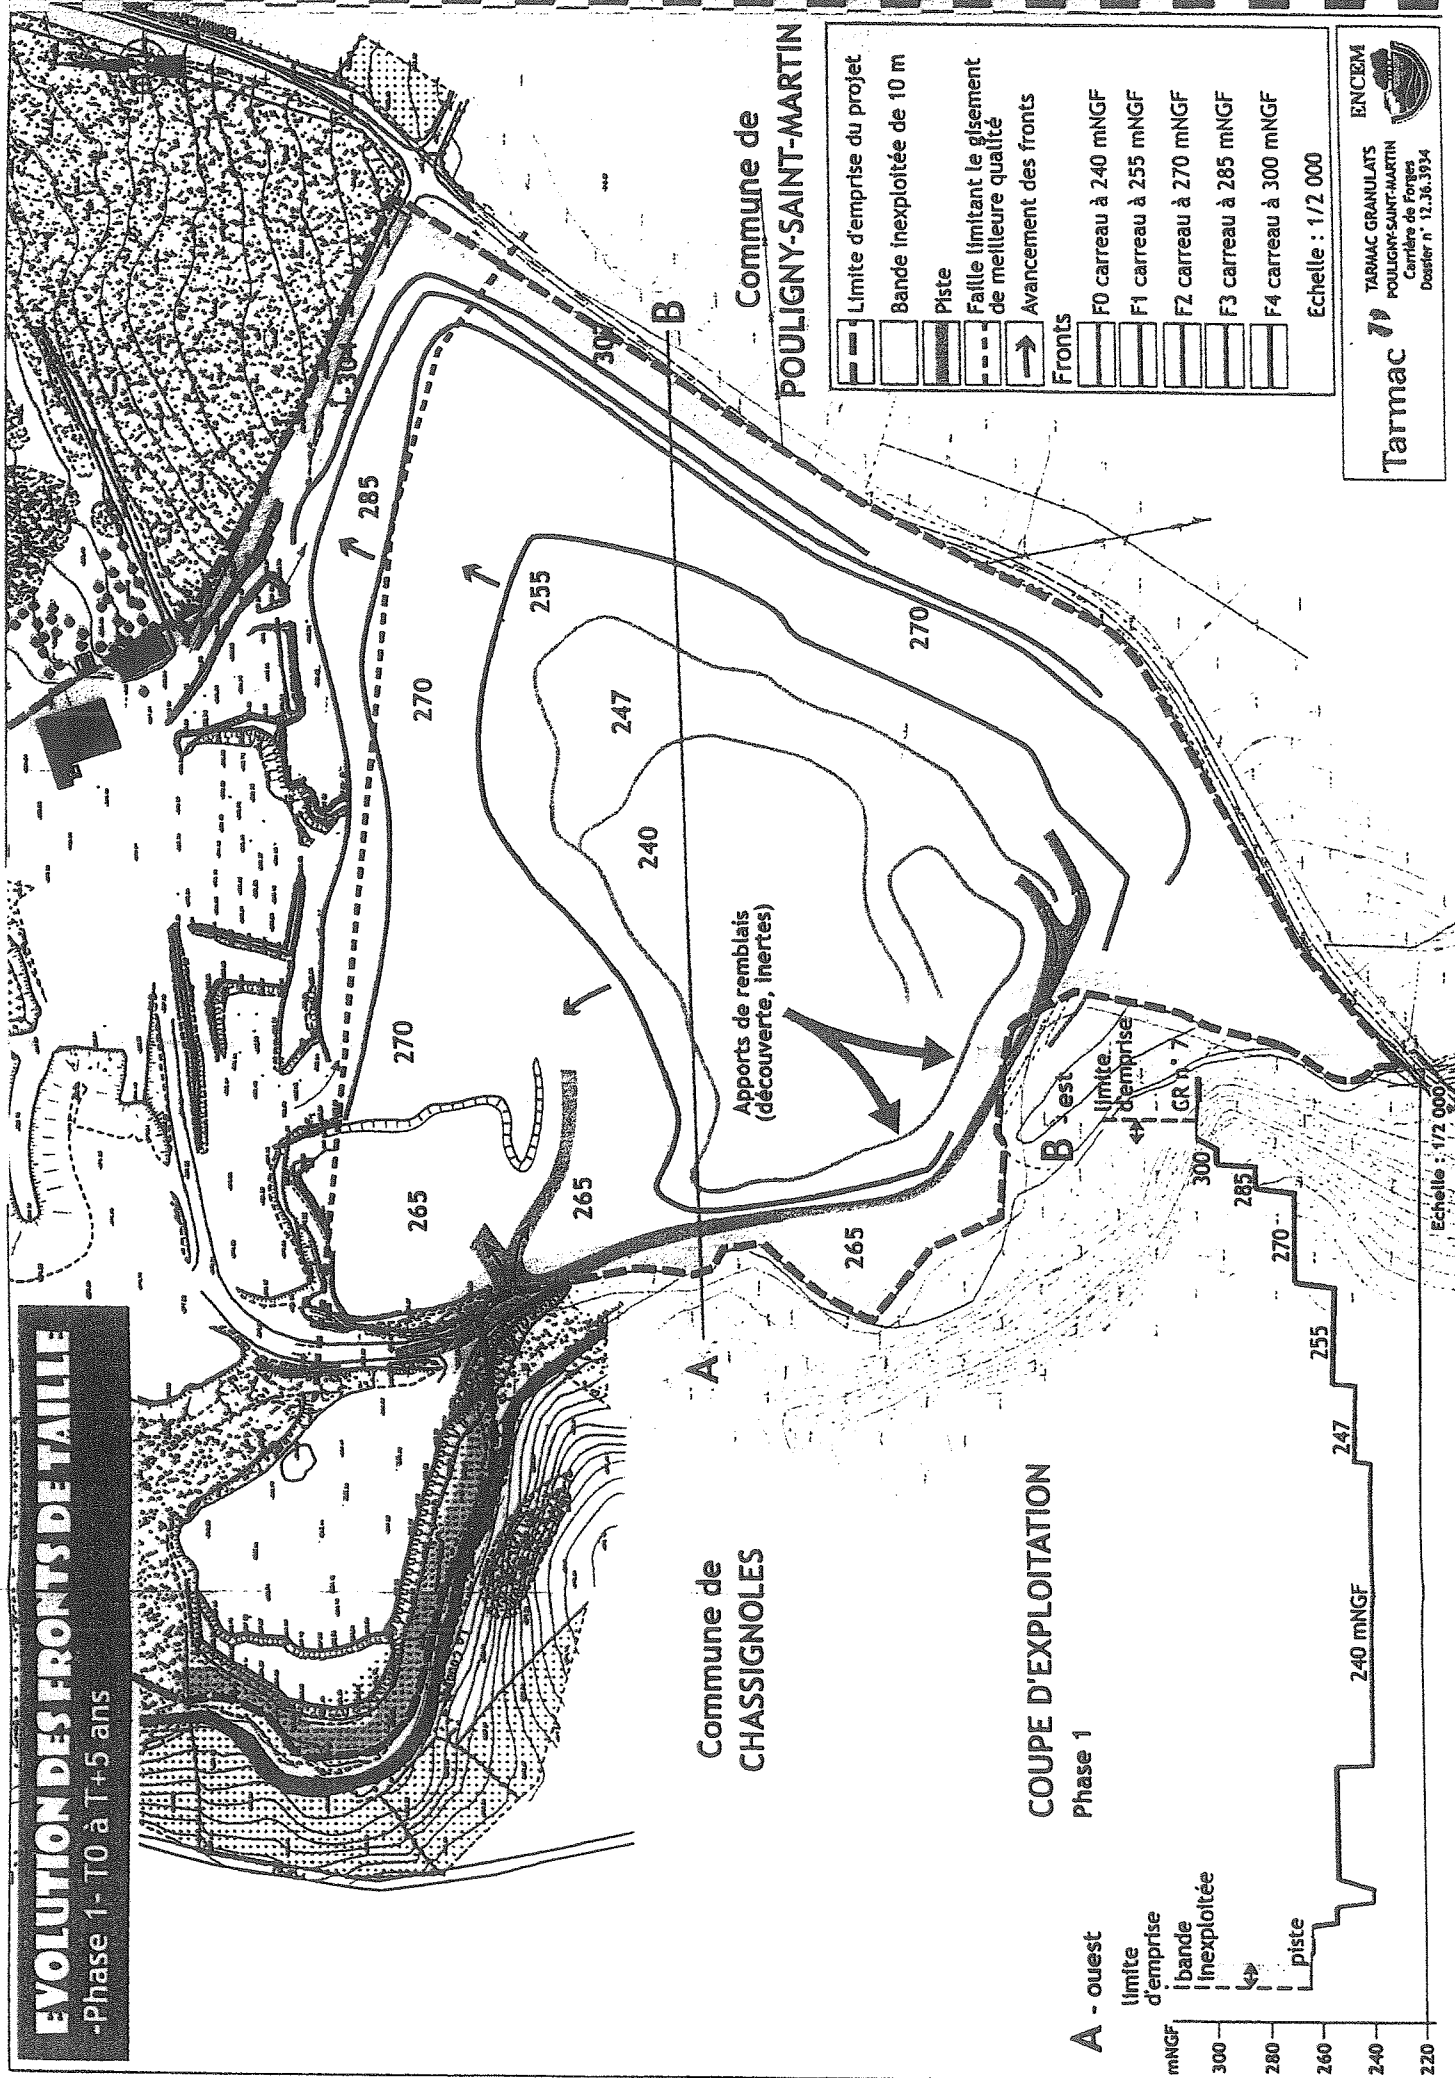 EVOLUTION DES FRONTS DE TAILLE
-Phase 1- T0 à T+5 ans
Commune de
POULIGNY-SAINT-MARTIN
Limite d'emprise du projet
Bande inexploitée de 10 m
Piste
Faille limitant le gisement
de meilleure qualité
Avancement des fronts
Fronts
F0 carreau à 240 mNGF
F1 carreau à 255 mNGF
F2 carreau à 270 mNGF
F3 carreau à 285 mNGF
F4 carreau à 300 mNGF
Echelle : 1/2 000
Tarmac
TARMAC GRANULATS
POULIGNY-SAINT-MARTIN
Carrière de Forges
Dossier n° 12.36.3934
ENCEM
285
270
270
265
265
265
255
247
240
270
A
B
Apports de remblais
(découverte, inertes)
Commune de
CHASSIGNOLES
COUPE D'EXPLOITATION
Phase 1
A - ouest
limite
d'emprise
bande
inexploitée
piste
mNGF
300
280
260
240
220
240 mNGF
247
255
270
285
300
B - est
limite
d'emprise
GR n° 7
Echelle : 1/2 000